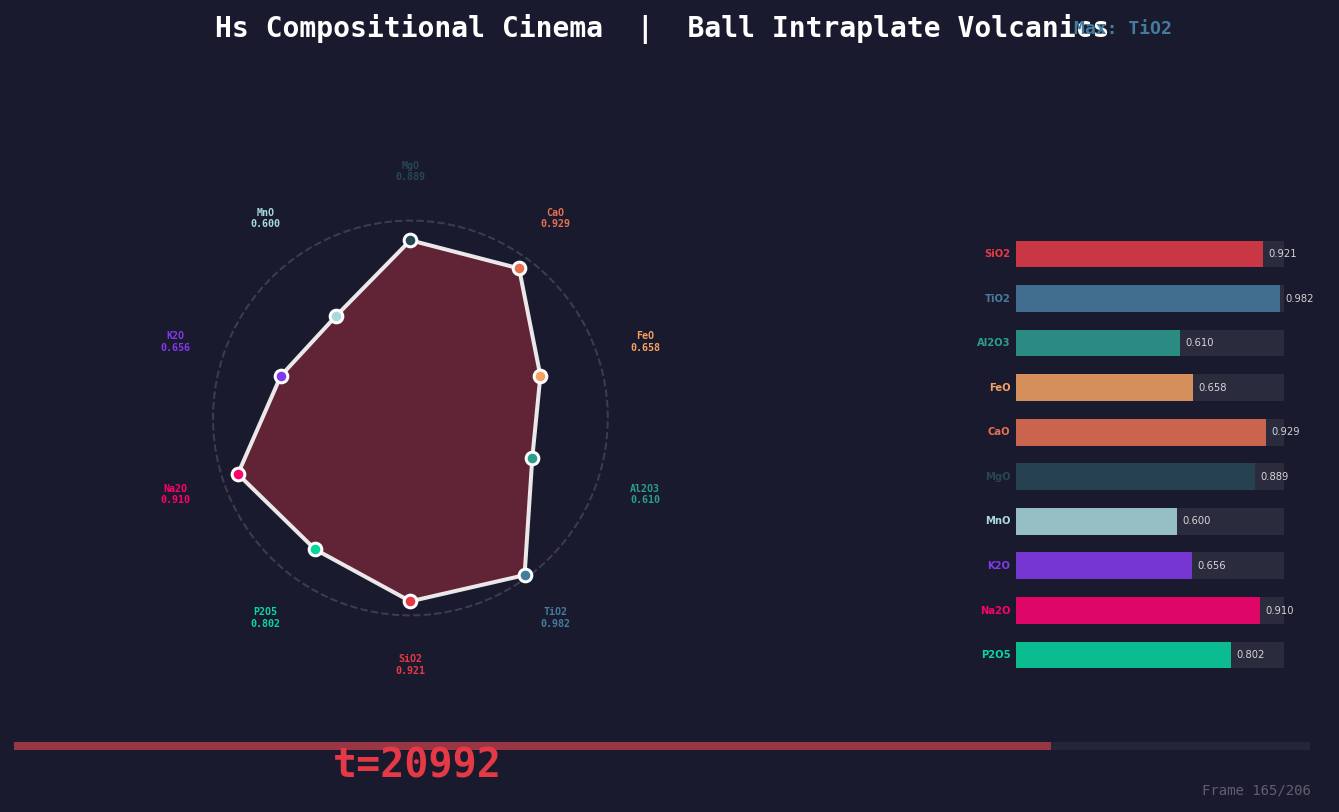 Hs Compositional Cinema | Ball Intraplate Volcanics
Max: TiO2
MgO
0.889
MnO
0.600
CaO
0.929
K2O
0.656
FeO
0.658
Na2O
0.910
Al2O3
0.610
P2O5
0.802
TiO2
0.982
SiO2
0.921
SiO2 0.921
TiO2 0.982
Al2O3 0.610
FeO 0.658
CaO 0.929
MgO 0.889
MnO 0.600
K2O 0.656
Na2O 0.910
P2O5 0.802
t=20992
Frame 165/206